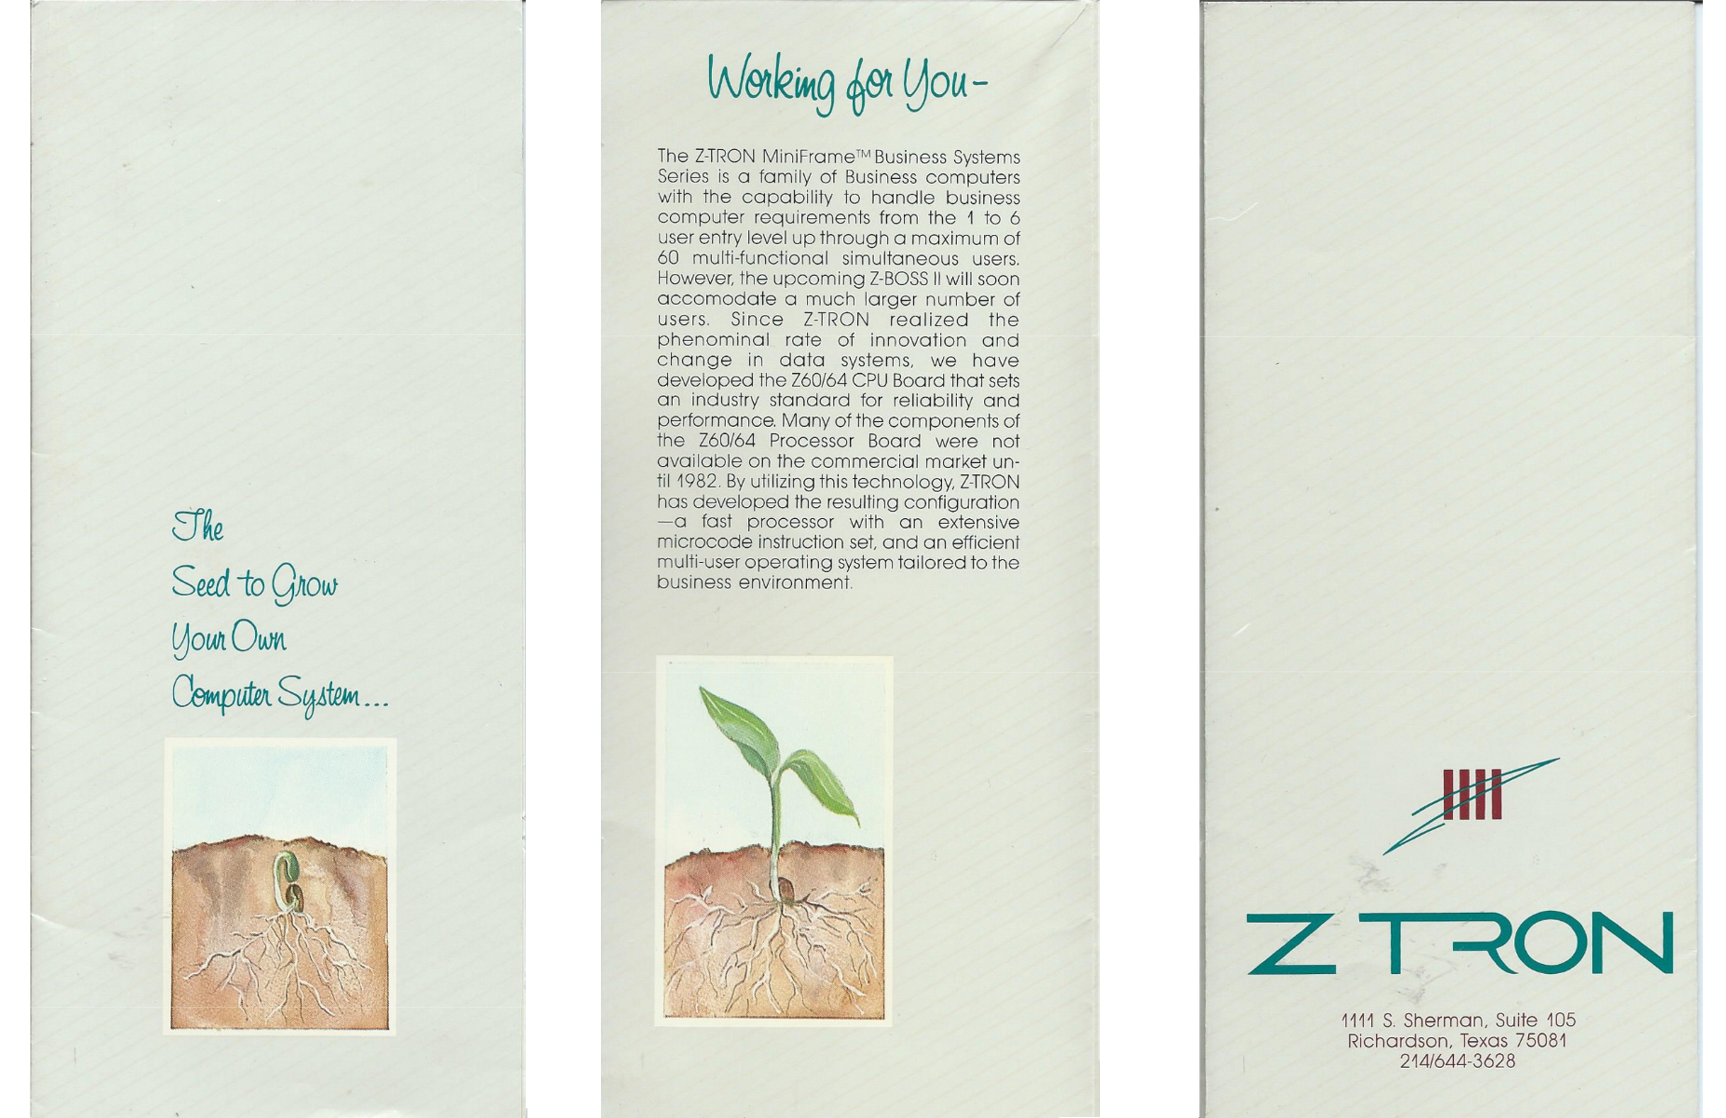 The
Seed to Grow
Your Own
Computer System...
Working for You-
The Z-TRON MiniFrame™ Business Systems
Series is a family of Business computers
with the capability to handle business
computer requirements from the 1 to 6
user entry level up through a maximum of
60 multi-functional simultaneous users.
However, the upcoming Z-BOSS II will soon
accomodate a much larger number of
users. Since Z-TRON realized the
phenominal rate of innovation and
change in data systems, we have
developed the Z60/64 CPU Board that sets
an industry standard for reliability and
performance. Many of the components of
the Z60/64 Processor Board were not
available on the commercial market un-
til 1982. By utilizing this technology, Z-TRON
has developed the resulting configuration
—a fast processor with an extensive
microcode instruction set, and an efficient
multi-user operating system tailored to the
business environment.
Z TRON
1111 S. Sherman, Suite 105
Richardson, Texas 75081
214/644-3628